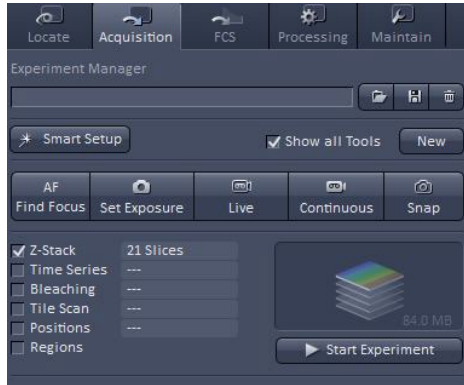 Locate Acquisition FCS Processing Maintain
Experiment Manager
Smart Setup Show all Tools New
AF
Find Focus Set Exposure Live Continuous Snap
Z-Stack 21 Slices
Time Series ---
Bleaching ---
Tile Scan ---
Positions ---
Regions
84.0 MB
Start Experiment